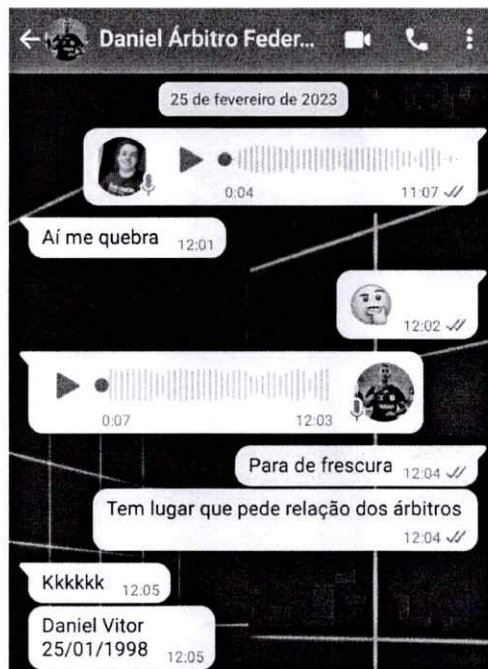 Daniel Árbitro Feder...
25 de fevereiro de 2023
0:04 11:07
Aí me quebra 12:01
12:02
0:07 12:03
Para de frescura 12:04
Tem lugar que pede relação dos árbitros
12:04
Kkkkkk 12:05
Daniel Vitor
25/01/1998 12:05